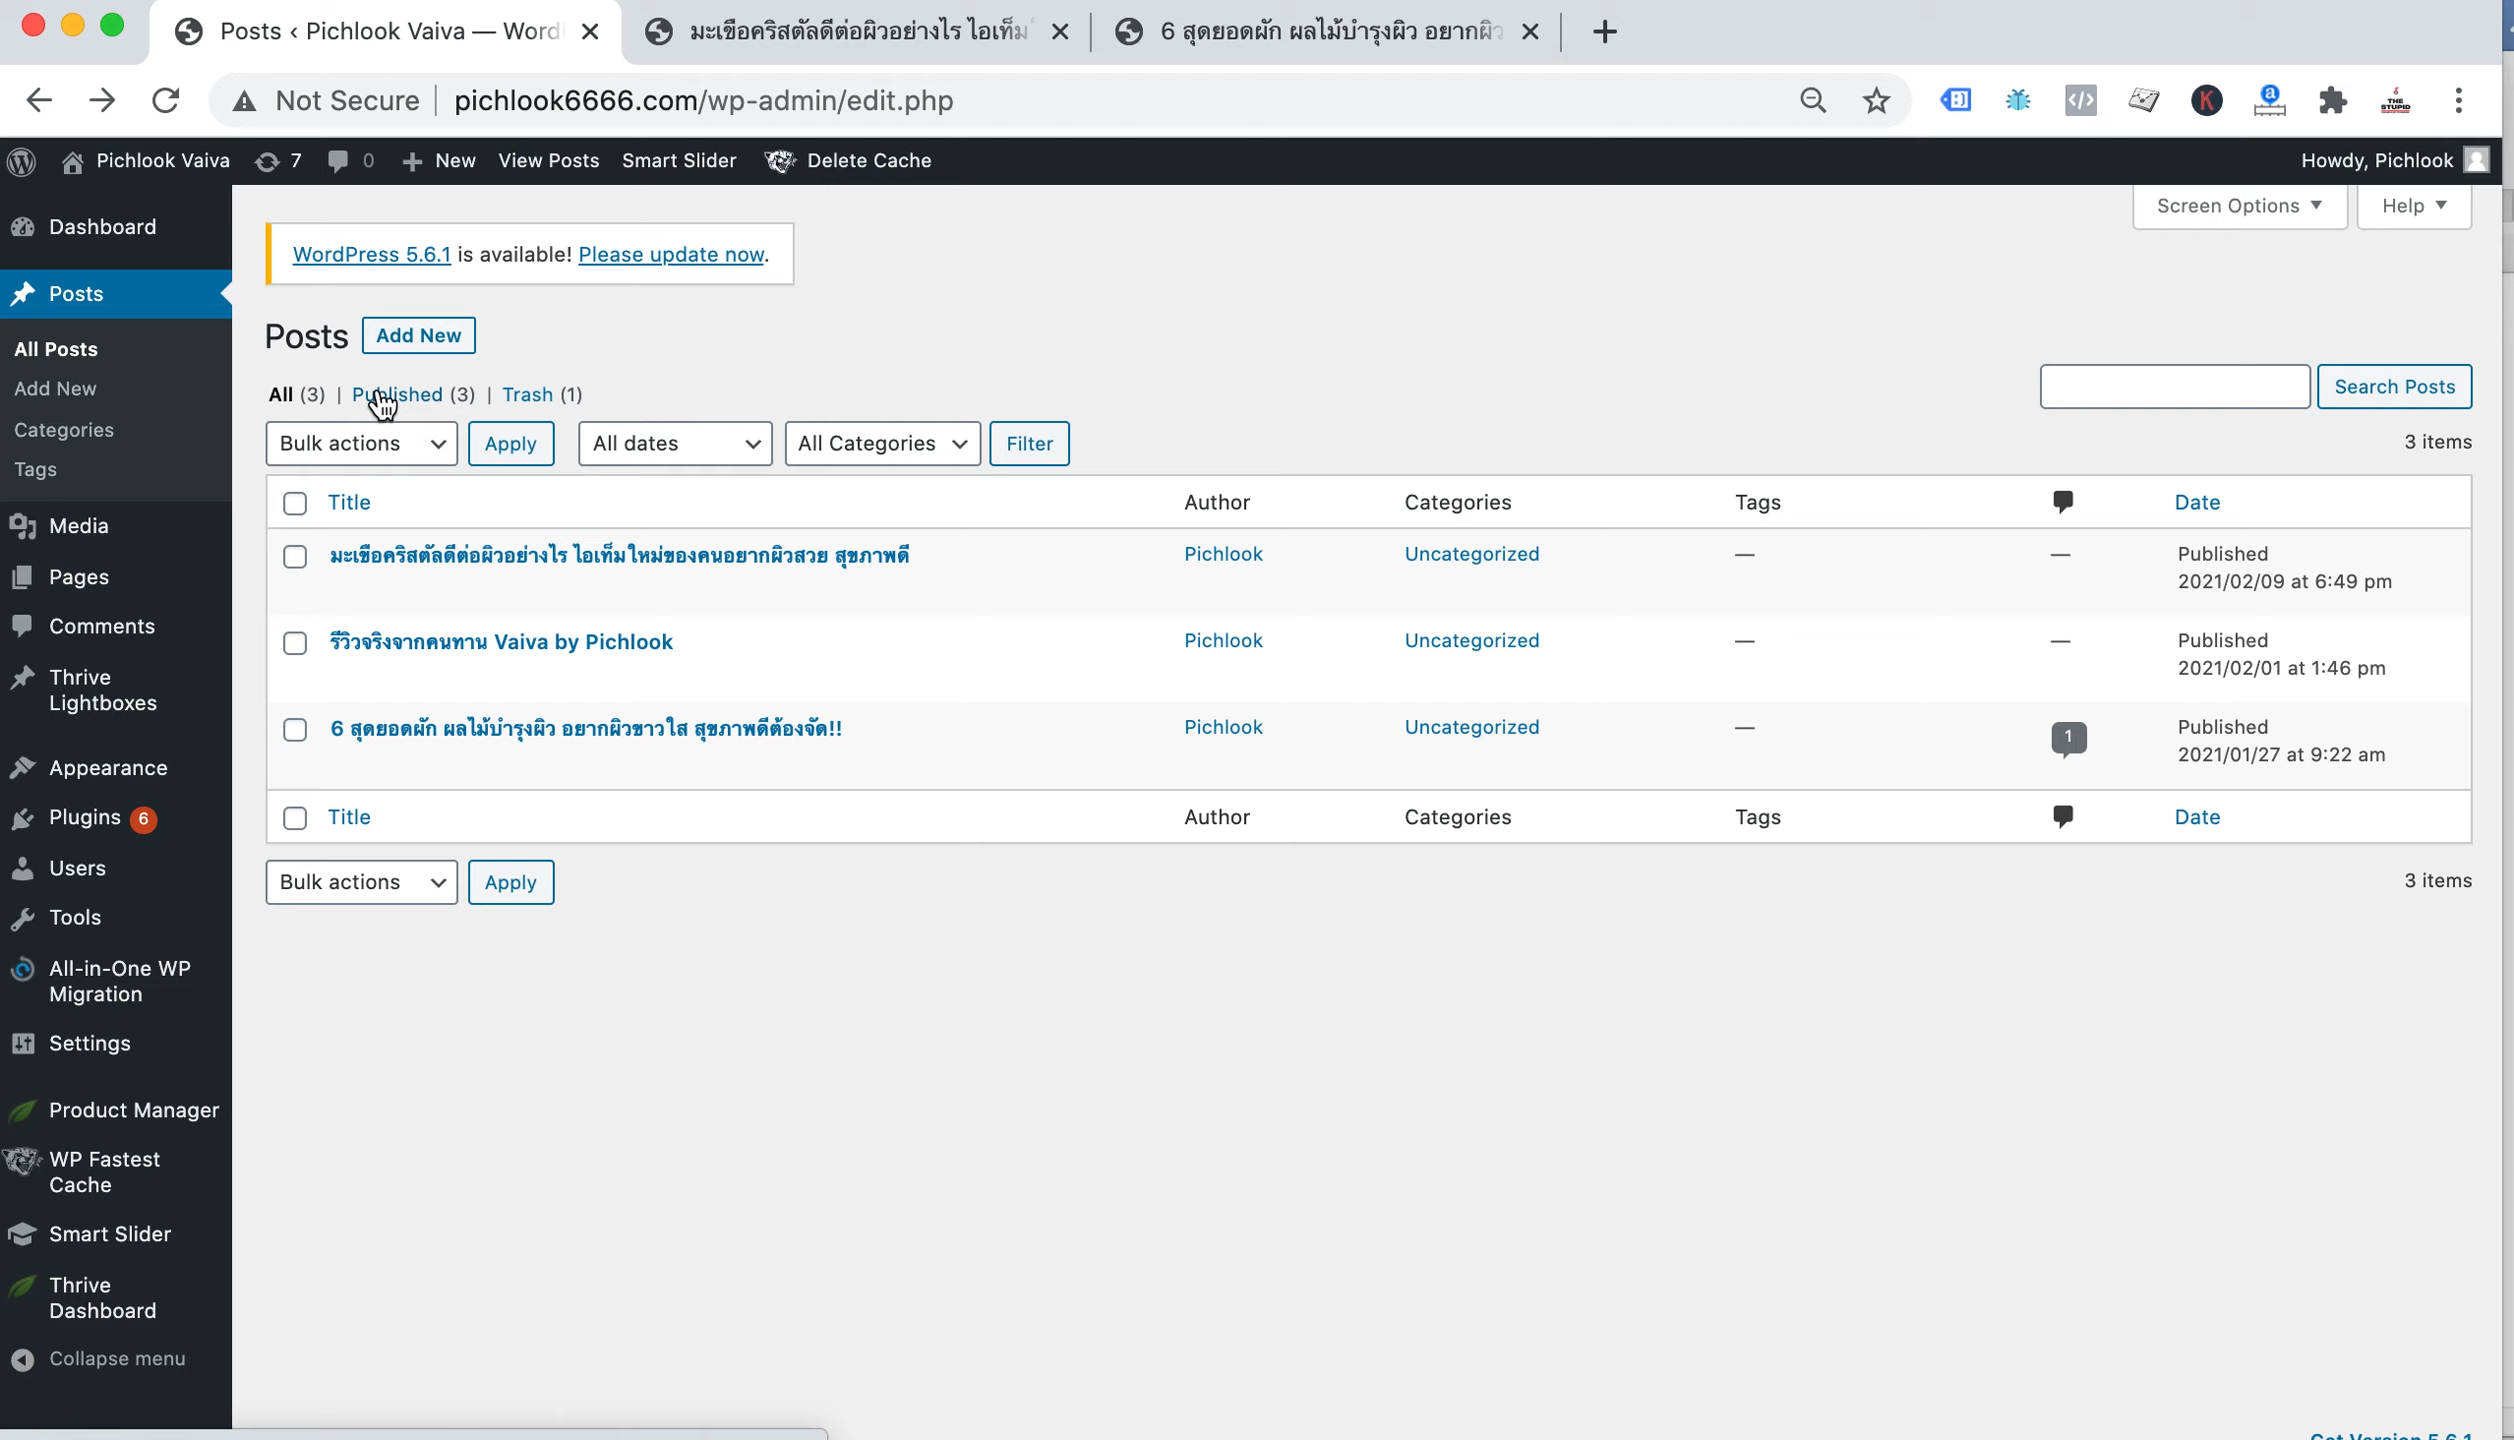 Posts ‹ Pichlook Vaiva — Word
มะเขือคริสตัลดีต่อผิวอย่างไร ไอเท็ม
6 สุดยอดผัก ผลไม้บำรุงผิว อยากผิว
Not Secure
pichlook6666.com/wp-admin/edit.php
Pichlook Vaiva
7
0
New
View Posts
Smart Slider
Delete Cache
Howdy, Pichlook
Screen Options
Help
WordPress 5.6.1 is available! Please update now.
Dashboard
Posts
All Posts
Add New
Categories
Tags
Media
Pages
Comments
Thrive
Lightboxes
Appearance
Plugins 6
Users
Tools
All-in-One WP
Migration
Settings
Product Manager
WP Fastest
Cache
Smart Slider
Thrive
Dashboard
Collapse menu
Posts Add New
All (3) | Published (3) | Trash (1)
Search Posts
Bulk actions Apply All dates All Categories Filter
3 items
Title Author Categories Tags Date
มะเขือคริสตัลดีต่อผิวอย่างไร ไอเท็มใหม่ของคนอยากผิวสวย สุขภาพดี Pichlook Uncategorized — — Published
2021/02/09 at 6:49 pm
รีวิวจริงจากคนทาน Vaiva by Pichlook Pichlook Uncategorized — — Published
2021/02/01 at 1:46 pm
6 สุดยอดผัก ผลไม้บำรุงผิว อยากผิวขาวใส สุขภาพดีต้องจัด!! Pichlook Uncategorized — 1 Published
2021/01/27 at 9:22 am
Title Author Categories Tags Date
Bulk actions Apply
3 items
Get Version 5.6.1